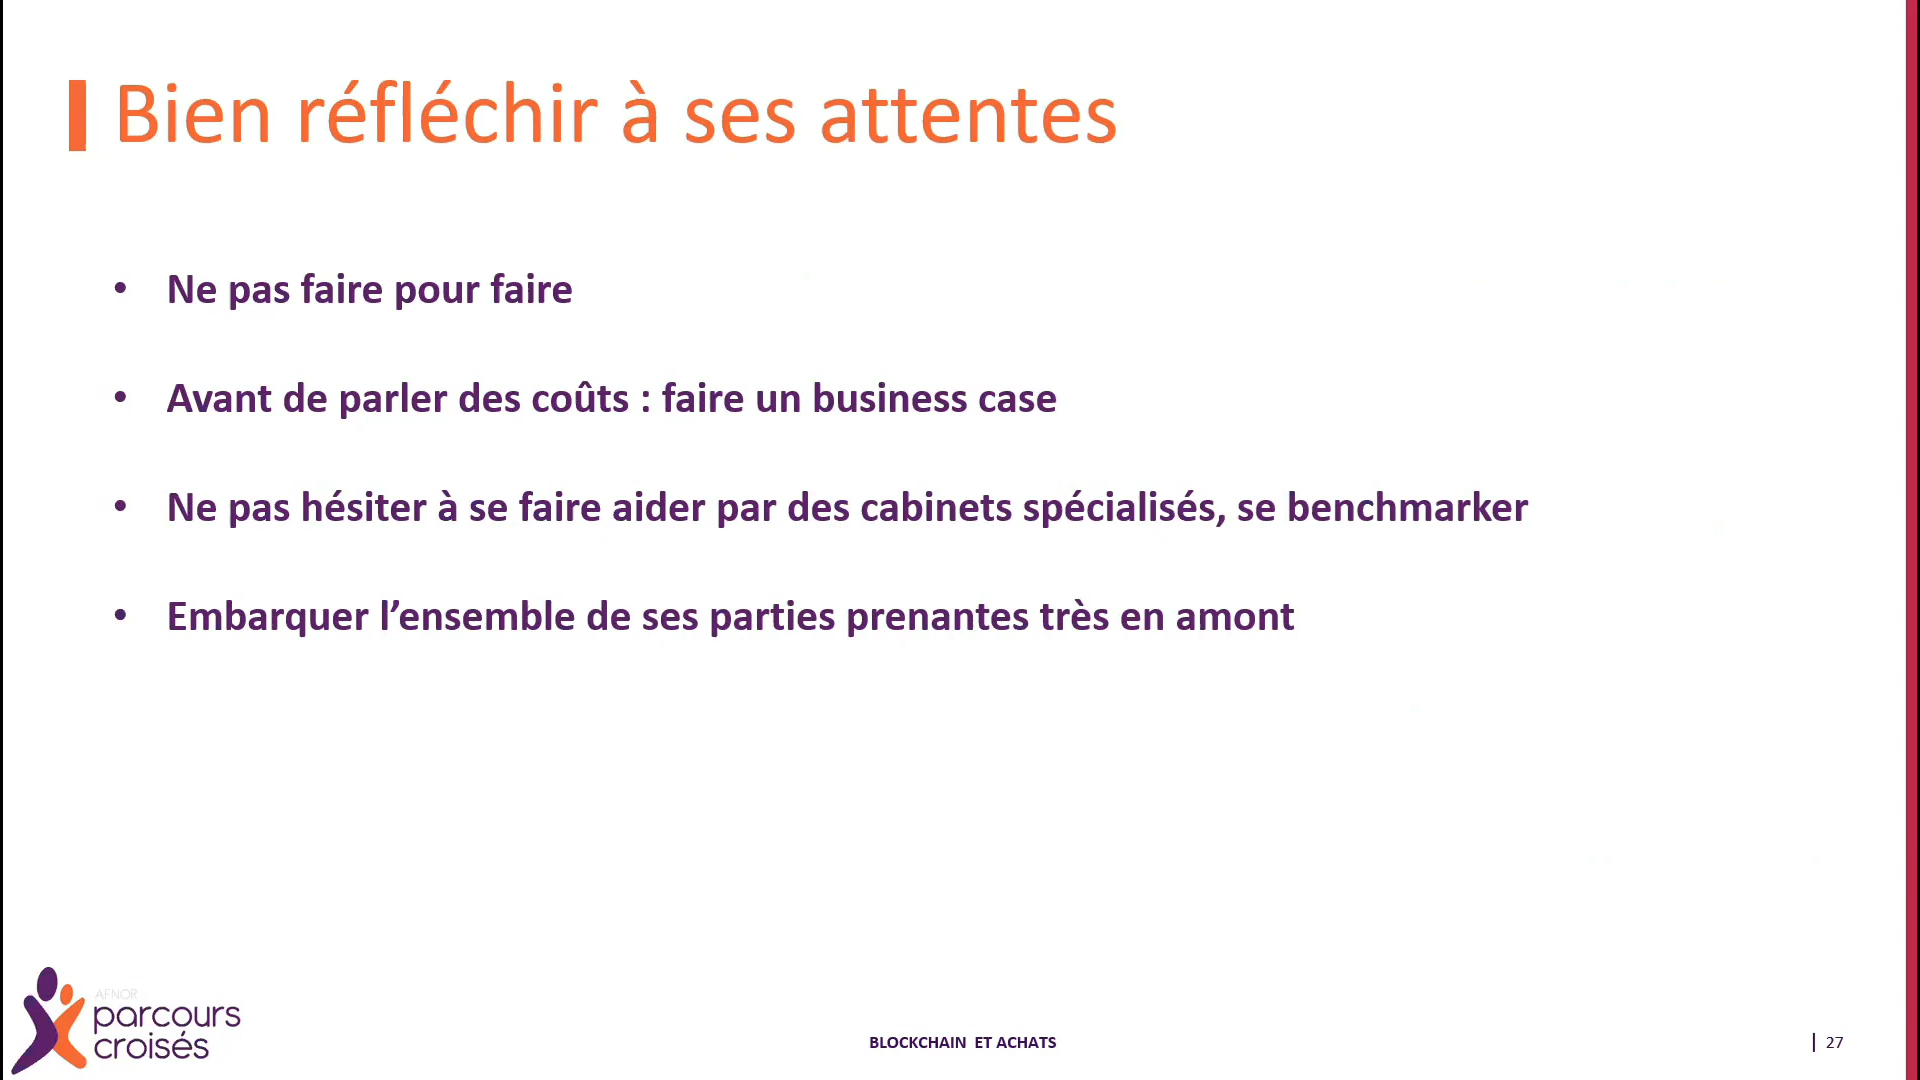 Bien réfléchir à ses attentes
• Ne pas faire pour faire
• Avant de parler des coûts : faire un business case
• Ne pas hésiter à se faire aider par des cabinets spécialisés, se benchmarker
• Embarquer l’ensemble de ses parties prenantes très en amont
AFNOR
parcours
croisés
BLOCKCHAIN ET ACHATS
27